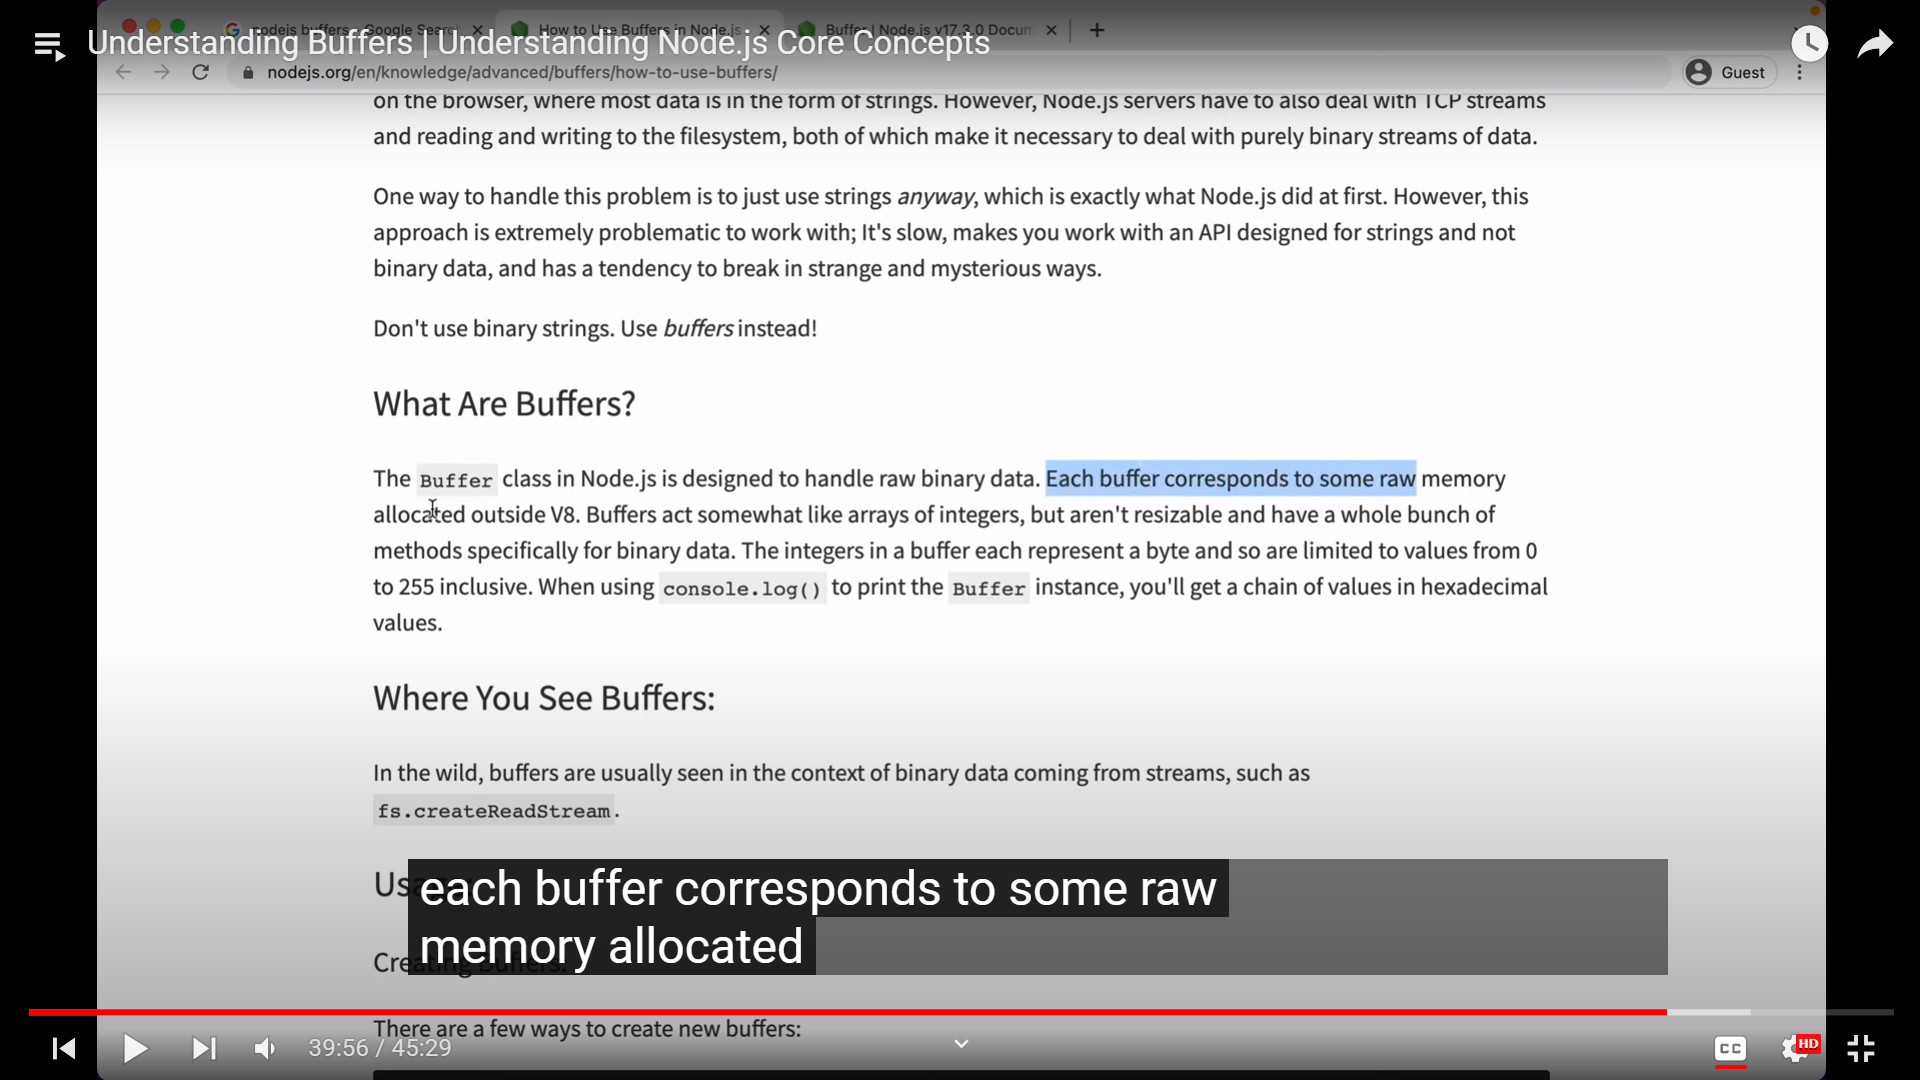 nodejs buffers - Google Search
How to Use Buffers in Node.js
Buffer | Node.js v17.3.0 Docum
Understanding Buffers | Understanding Node.js Core Concepts
nodejs.org/en/knowledge/advanced/buffers/how-to-use-buffers/
Guest
on the browser, where most data is in the form of strings. However, Node.js servers have to also deal with TCP streams
and reading and writing to the filesystem, both of which make it necessary to deal with purely binary streams of data.
One way to handle this problem is to just use strings anyway, which is exactly what Node.js did at first. However, this
approach is extremely problematic to work with; It's slow, makes you work with an API designed for strings and not
binary data, and has a tendency to break in strange and mysterious ways.
Don't use binary strings. Use buffers instead!
What Are Buffers?
The Buffer class in Node.js is designed to handle raw binary data. Each buffer corresponds to some raw memory
allocated outside V8. Buffers act somewhat like arrays of integers, but aren't resizable and have a whole bunch of
methods specifically for binary data. The integers in a buffer each represent a byte and so are limited to values from 0
to 255 inclusive. When using console.log() to print the Buffer instance, you'll get a chain of values in hexadecimal
values.
Where You See Buffers:
In the wild, buffers are usually seen in the context of binary data coming from streams, such as
fs.createReadStream.
each buffer corresponds to some raw
memory allocated
Creating Buffers:
There are a few ways to create new buffers:
39:56 / 45:29
CC
HD